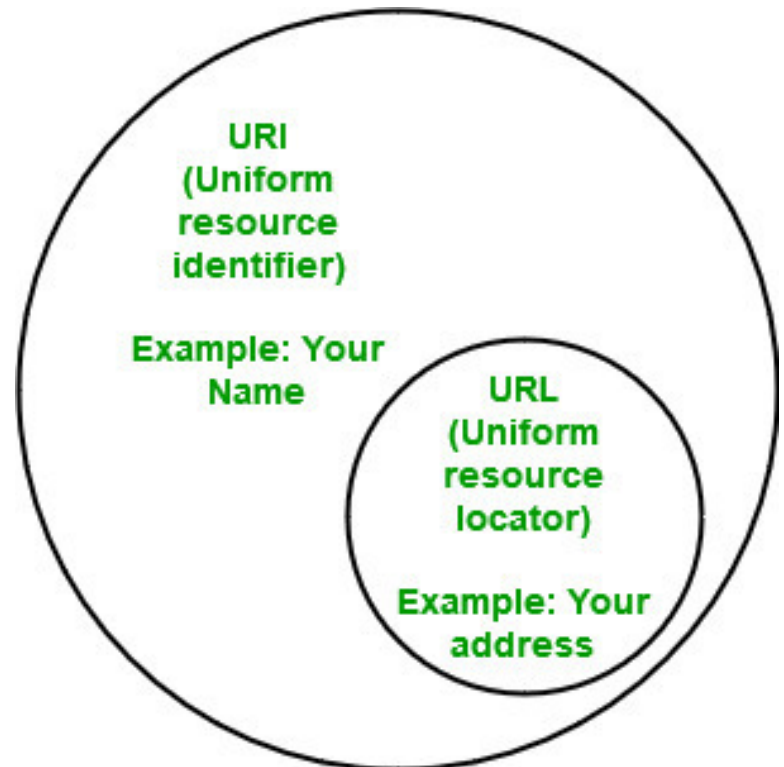 URI
(Uniform
resource
identifier)
Example: Your
Name
URL
(Uniform
resource
locator)
Example: Your
address